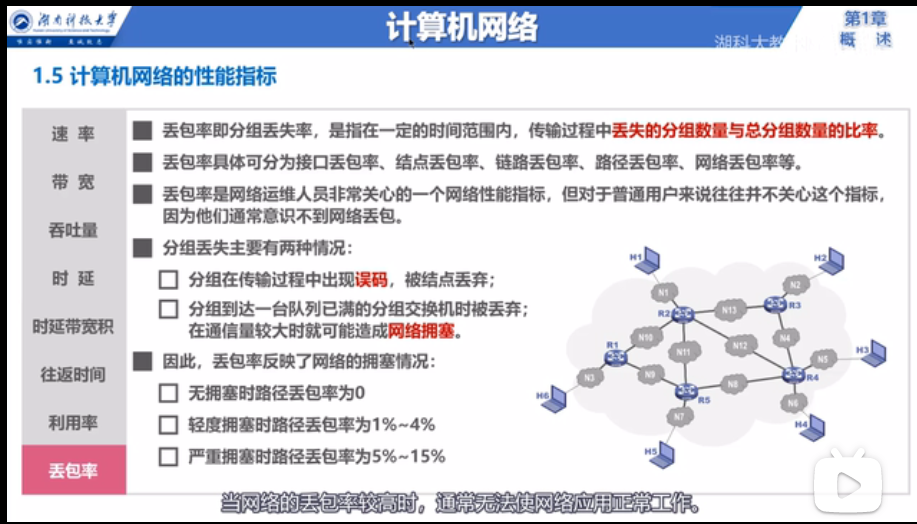 湖南科技大学
计算机网络
第1章
概 述
湖科大教
1.5 计算机网络的性能指标
速 率
带 宽
吞吐量
时 延
时延带宽积
往返时间
利用率
丢包率
丢包率即分组丢失率，是指在一定的时间范围内，传输过程中丢失的分组数量与总分组数量的比率。
丢包率具体可分为接口丢包率、结点丢包率、链路丢包率、路径丢包率、网络丢包率等。
丢包率是网络运维人员非常关心的一个网络性能指标，但对于普通用户来说往往并不关心这个指标，
因为他们通常意识不到网络丢包。
分组丢失主要有两种情况：
分组在传输过程中出现误码，被结点丢弃；
分组到达一台队列已满的分组交换机时被丢弃；
在通信量较大时就可能造成网络拥塞。
因此，丢包率反映了网络的拥塞情况：
无拥塞时路径丢包率为0
轻度拥塞时路径丢包率为1%~4%
严重拥塞时路径丢包率为5%~15%
H1
H2
N1
N2
R2
N13
R3
N10
N12
N4
R1
N11
H3
N5
N3
N9
N8
R4
H6
R5
N6
N7
H4
H5
当网络的丢包率较高时，通常无法使网络应用正常工作。